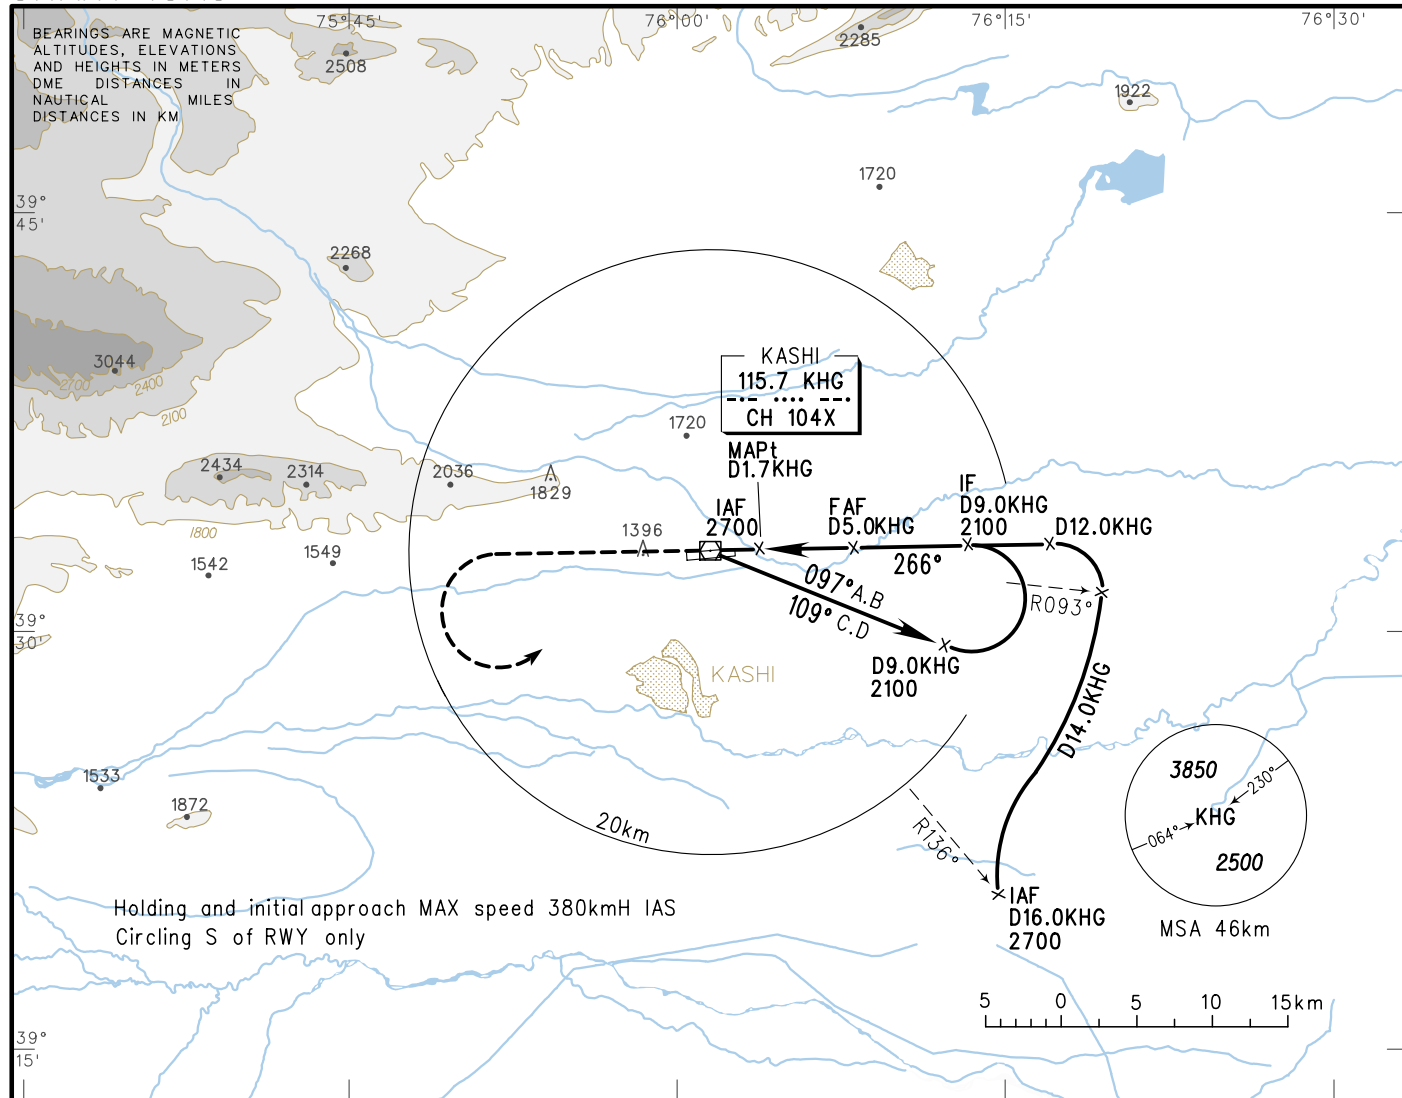 75°45'
76°00'
76°15'
76°30'
BEARINGS ARE MAGNETIC
ALTITUDES, ELEVATIONS
AND HEIGHTS IN METERS
DME DISTANCES IN
NAUTICAL MILES
DISTANCES IN KM
2508
2285
1922
1720
39°
45'
2268
3044
2700
2400
2100
KASHI
115.7 KHG
CH 104X
1720
MAPt
D1.7KHG
2434
2314
2036
1829
1800
1542
1549
1396
IAF
2700
FAF
D5.0KHG
IF
D9.0KHG
2100
D12.0KHG
266°
097°A.B
109°C.D
R093°
39°
30'
KASHI
D9.0KHG
2100
D14.0KHG
1533
1872
20km
R136°
3850
230°
KHG
064°
2500
MSA 46km
IAF
D16.0KHG
2700
Holding and initial approach MAX speed 380kmH IAS
Circling S of RWY only
5 0 5 10 15km
39°
15'